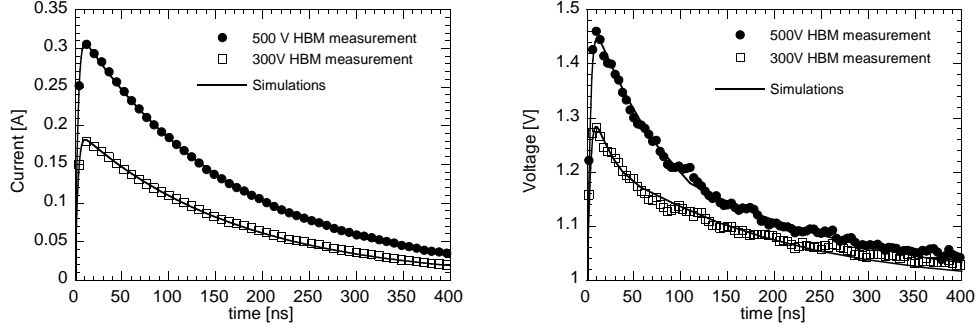 0.35
0.3
0.25
0.2
0.15
0.1
0.05
0
Current [A]
500 V HBM measurement
300V HBM measurement
Simulations
0 50 100 150 200 250 300 350 400
time [ns]
1.5
1.4
1.3
1.2
1.1
1
Voltage [V]
500V HBM measurement
300V HBM measurement
Simulations
0 50 100 150 200 250 300 350 400
time [ns]